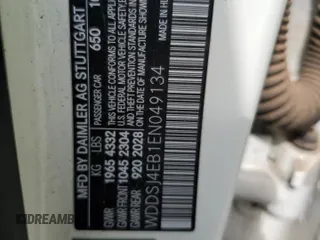 MFD BY DAIMLER AG STUTTGART
PASSENGER CAR 650
KG LBS
GVWR 1965 4332
GAWR/FRONT 1045 2304
GAWR/REAR 920 2028
THIS VEHICLE CONFORMS TO ALL APPLICABLE
U.S. FEDERAL MOTOR VEHICLE SAFETY, BUMPER
AND THEFT PREVENTION STANDARDS IN EFFECT
ON THE DATE OF MANUFACTURE SHOWN
WDDSJ4EB1EN049134
MADE IN